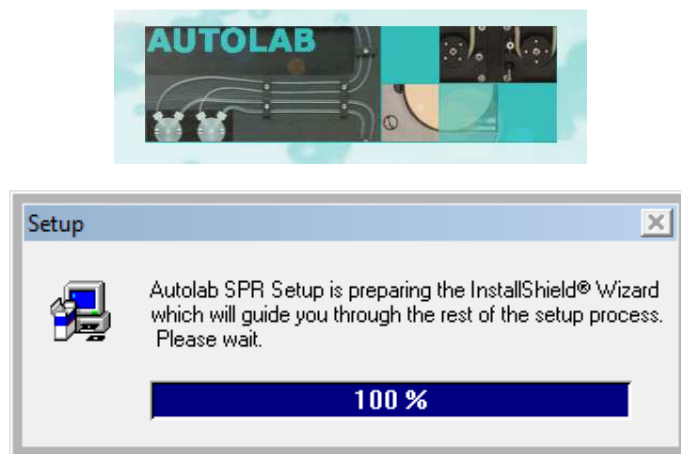 AUTOLAB
Setup
Autolab SPR Setup is preparing the InstallShield® Wizard
which will guide you through the rest of the setup process.
Please wait.
100 %